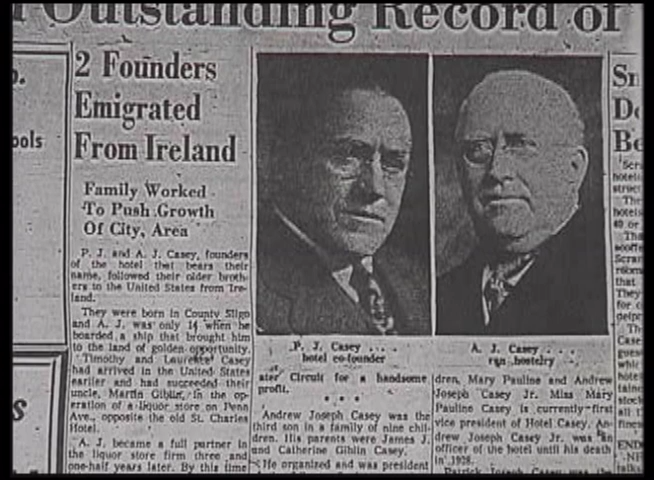 Outstanding Record of
2 Founders
Emigrated
From Ireland
Family Worked
To Push Growth
Of City, Area
P. J. and A. J. Casey, founders
of the hotel that bears their
name, followed their older broth-
ers to the United States from Ire-
land.
They were born in County Sligo
and A. J. was only 14 when he
boarded a ship that brought him
to the land of golden opportunity.
Timothy and Laurence Casey
had arrived in the United States
earlier and had succeeded their
uncle, Martin Giblin, in the op-
eration of a liquor store on Penn
Ave., opposite the old St. Charles
Hotel.
A. J. became a full partner in
the liquor store firm three and
one-half years later. By this time
P. J. Casey ...
hotel co-founder
A. J. Casey ...
ran hostelry
ater Circuit for a handsome
profit.
* * *
Andrew Joseph Casey was the
third son in a family of nine chil-
dren. His parents were James J.
and Catherine Giblin Casey.
He organized and was president
dren, Mary Pauline and Andrew
Joseph Casey Jr. Miss Mary
Pauline Casey is currently first
vice president of Hotel Casey. An-
drew Joseph Casey Jr. was an
officer of the hotel until his death
in 1928.
Patrick Joseph Casey was the
ools